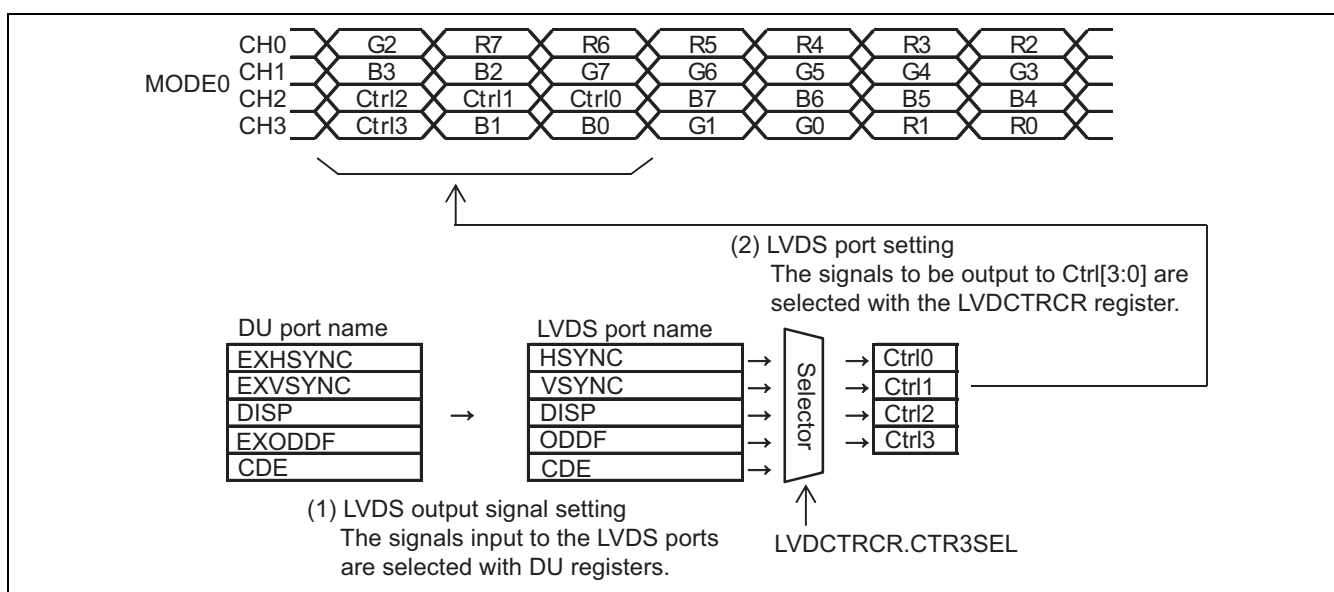 CH0 G2 R7 R6 R5 R4 R3 R2
MODE0 CH1 B3 B2 G7 G6 G5 G4 G3
CH2 Ctrl2 Ctrl1 Ctrl0 B7 B6 B5 B4
CH3 Ctrl3 B1 B0 G1 G0 R1 R0
(2) LVDS port setting
The signals to be output to Ctrl[3:0] are
selected with the LVDCTRCR register.
DU port name LVDS port name
EXHSYNC → HSYNC → Selector → Ctrl0
EXVSYNC VSYNC → → Ctrl1
DISP DISP → → Ctrl2
EXODDF ODDF → → Ctrl3
CDE CDE →
(1) LVDS output signal setting
The signals input to the LVDS ports
are selected with DU registers.
LVDCTRCR.CTR3SEL